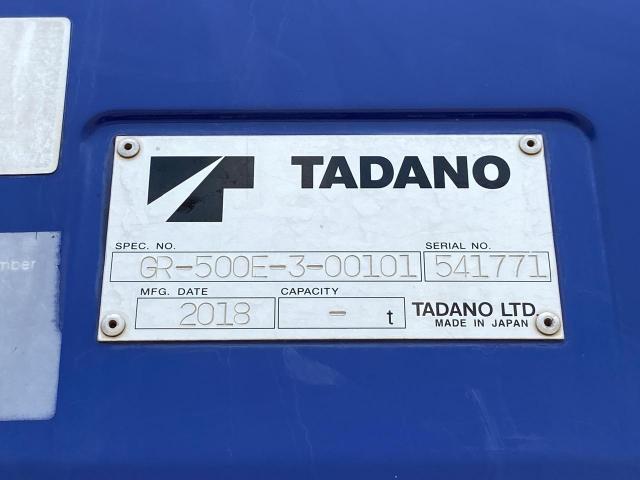 TADANO
SPEC. NO. SERIAL NO.
GR-500E-3-00101 541771
MFG. DATE CAPACITY
2018 - t
TADANO LTD.
MADE IN JAPAN